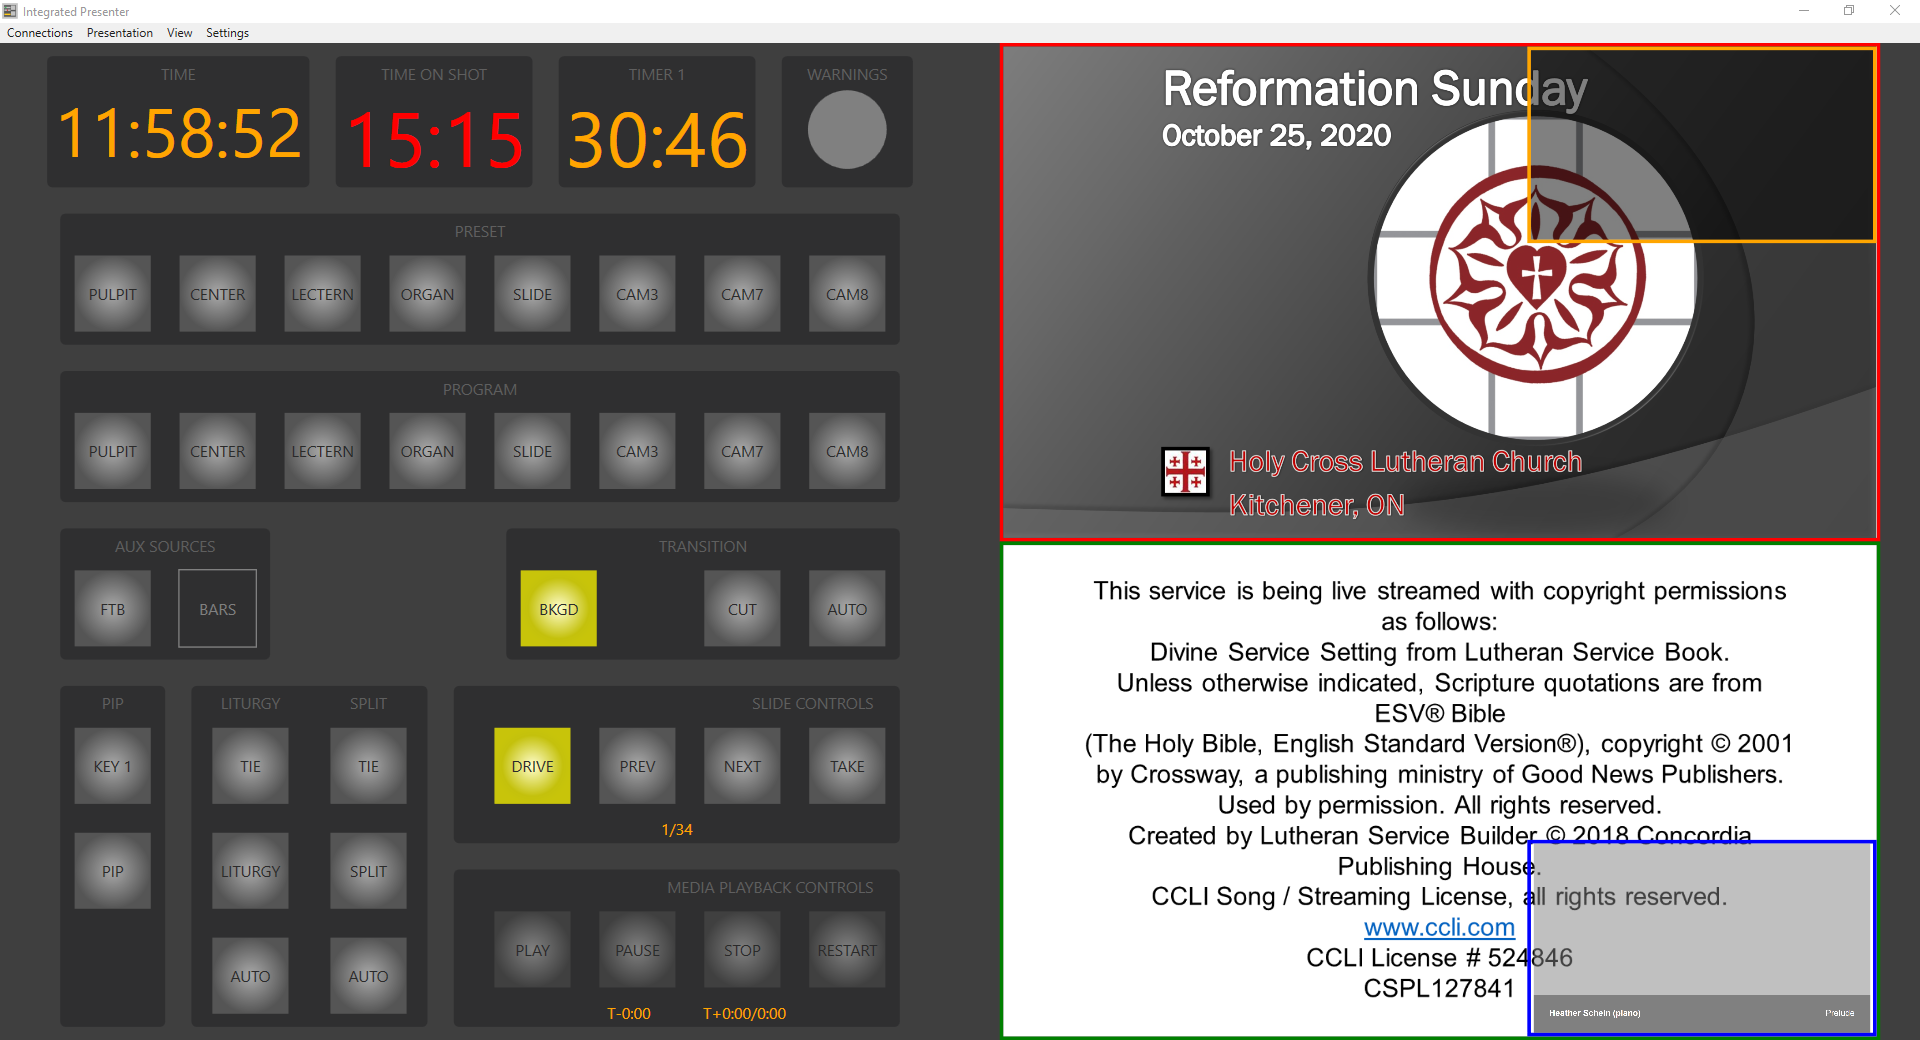 Integrated Presenter
Connections Presentation View Settings
TIME
11:58:52
TIME ON SHOT
15:15
TIMER 1
30:46
WARNINGS
PRESET
PULPIT CENTER LECTERN ORGAN SLIDE CAM3 CAM7 CAM8
PROGRAM
PULPIT CENTER LECTERN ORGAN SLIDE CAM3 CAM7 CAM8
AUX SOURCES
FTB BARS
TRANSITION
BKGD CUT AUTO
PIP
KEY 1
PIP
LITURGY SPLIT
TIE TIE
LITURGY SPLIT
AUTO AUTO
SLIDE CONTROLS
DRIVE PREV NEXT TAKE
1/34
MEDIA PLAYBACK CONTROLS
PLAY PAUSE STOP RESTART
T-0:00 T+0:00/0:00
Reformation Sunday
October 25, 2020
Holy Cross Lutheran Church
Kitchener, ON
This service is being live streamed with copyright permissions
as follows:
Divine Service Setting from Lutheran Service Book.
Unless otherwise indicated, Scripture quotations are from
ESV® Bible
(The Holy Bible, English Standard Version®), copyright © 2001
by Crossway, a publishing ministry of Good News Publishers.
Used by permission. All rights reserved.
Created by Lutheran Service Builder © 2018 Concordia
Publishing House.
CCLI Song / Streaming License, all rights reserved.
www.ccli.com
CCLI License # 524846
CSPL127841
Heather Schein (piano) Prelude